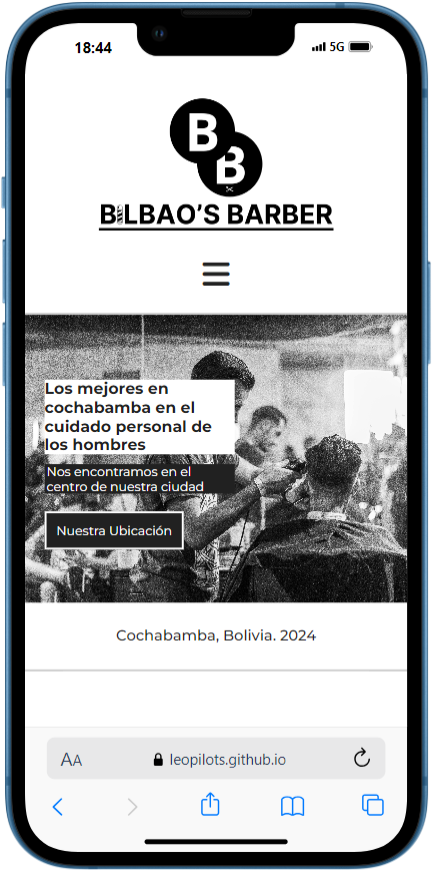 18:44
5G
B
B
BILBAO'S BARBER
Los mejores en
cochabamba en el
cuidado personal de
los hombres
Nos encontramos en el
centro de nuestra ciudad
Nuestra Ubicación
Cochabamba, Bolivia. 2024
AA
leopilots.github.io